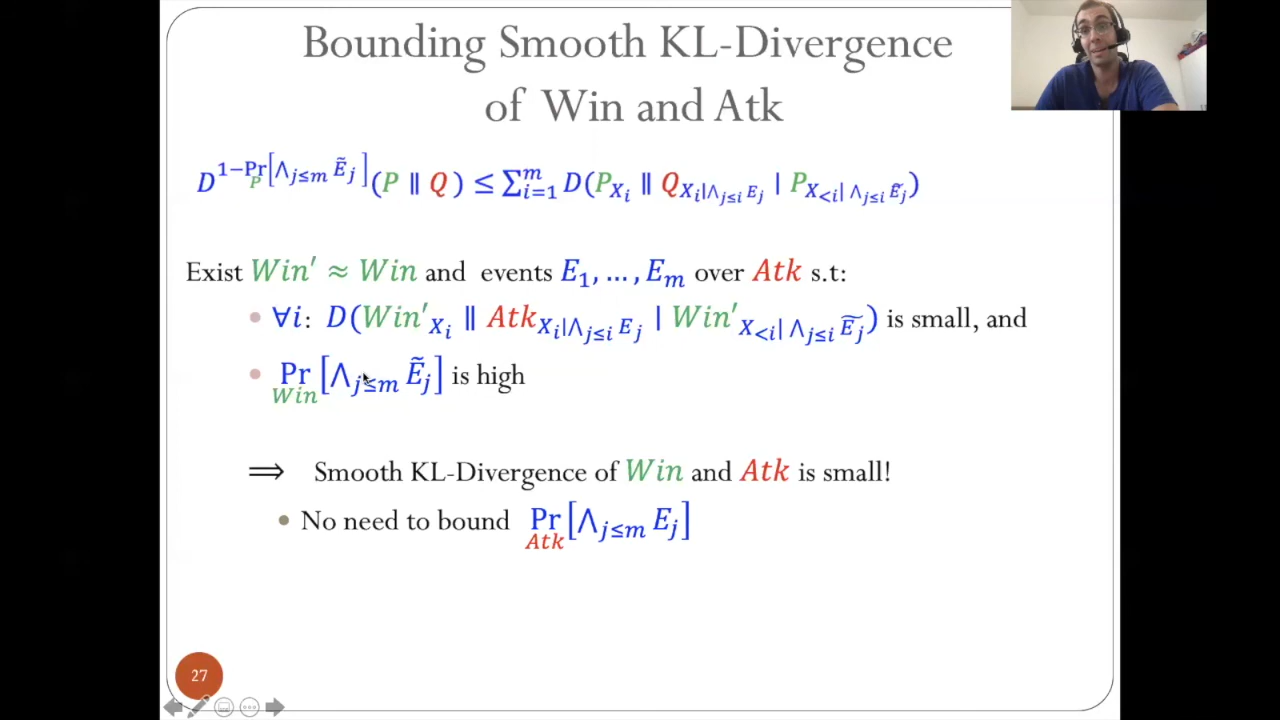 Bounding Smooth KL-Divergence
of Win and Atk
D^{1−Pr_P[⋀_{j≤m} Ẽ_j]}(P ∥ Q) ≤ ∑_{i=1}^m D(P_{X_i} ∥ Q_{X_i|⋀_{j≤i} E_j} | P_{X_{<i}|⋀_{j≤i} Ẽ_j})
Exist Win′ ≈ Win and events E_1, … , E_m over Atk s.t:
• ∀i: D(Win′_{X_i} ∥ Atk_{X_i|⋀_{j≤i} E_j} | Win′_{X_{<i}|⋀_{j≤i} Ẽ_j}) is small, and
• Pr_{Win}[⋀_{j≤m} Ẽ_j] is high
⟹ Smooth KL-Divergence of Win and Atk is small!
• No need to bound Pr_{Atk}[⋀_{j≤m} E_j]
27